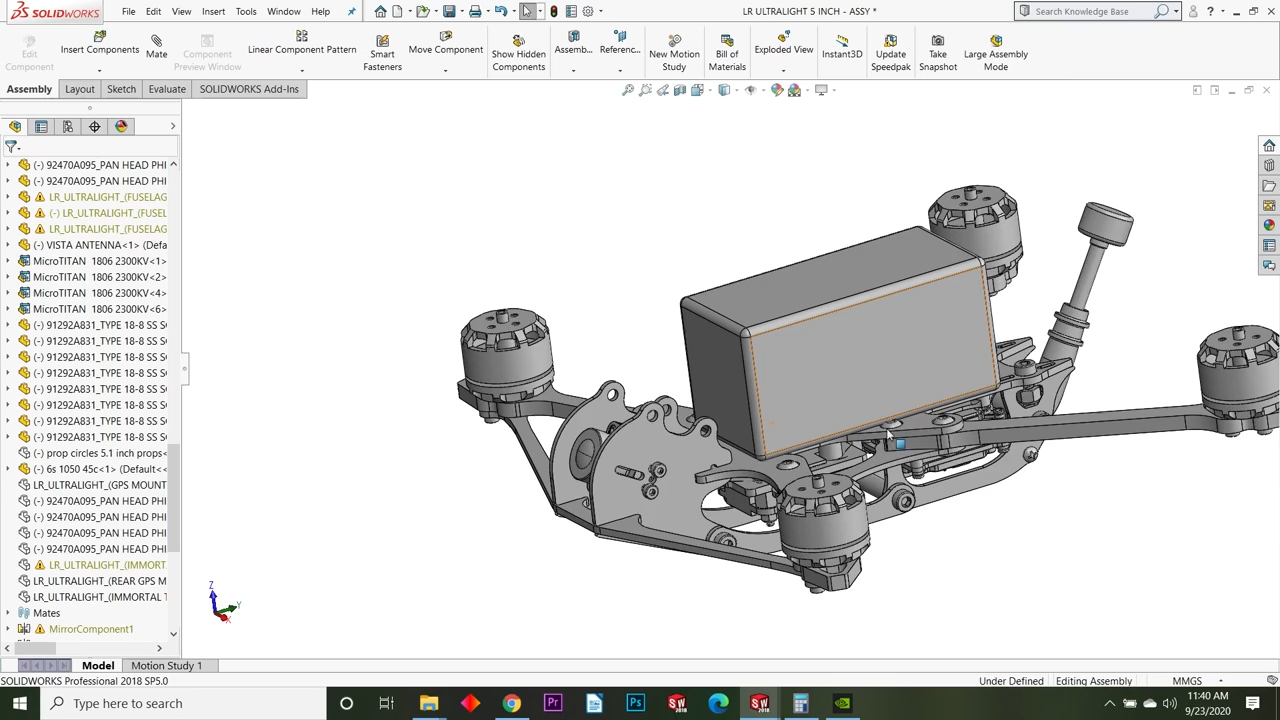 SOLIDWORKS
File Edit View Insert Tools Window Help
LR ULTRALIGHT 5 INCH - ASSY *
Search Knowledge Base
Edit Component
Insert Components
Mate
Component Preview Window
Linear Component Pattern
Smart Fasteners
Move Component
Show Hidden Components
Assemb...
Referenc...
New Motion Study
Bill of Materials
Exploded View
Instant3D
Update Speedpak
Take Snapshot
Large Assembly Mode
Assembly Layout Sketch Evaluate SOLIDWORKS Add-Ins
(-) 92470A095_PAN HEAD PHI
(-) 92470A095_PAN HEAD PHI
LR_ULTRALIGHT_(FUSELAG
(-) LR_ULTRALIGHT_(FUSEL
LR_ULTRALIGHT_(FUSELAG
(-) VISTA ANTENNA<1> (Defa
MicroTITAN 1806 2300KV<1>
MicroTITAN 1806 2300KV<2>
MicroTITAN 1806 2300KV<4>
MicroTITAN 1806 2300KV<6>
(-) 91292A831_TYPE 18-8 SS S
(-) 91292A831_TYPE 18-8 SS S
(-) 91292A831_TYPE 18-8 SS S
(-) 91292A831_TYPE 18-8 SS S
(-) 91292A831_TYPE 18-8 SS S
(-) 91292A831_TYPE 18-8 SS S
(-) 91292A831_TYPE 18-8 SS S
(-) 91292A831_TYPE 18-8 SS S
(-) prop circles 5.1 inch props<
(-) 6s 1050 45c<1> (Default<<
LR_ULTRALIGHT_(GPS MOUNT
(-) 92470A095_PAN HEAD PHI
(-) 92470A095_PAN HEAD PHI
(-) 92470A095_PAN HEAD PHI
(-) 92470A095_PAN HEAD PHI
LR_ULTRALIGHT_(IMMORT
LR_ULTRALIGHT_(REAR GPS M
LR_ULTRALIGHT_(IMMORTAL T
Mates
MirrorComponent1
Z
Y
X
Model Motion Study 1
SOLIDWORKS Professional 2018 SP5.0
Under Defined Editing Assembly MMGS
Type here to search
11:40 AM
9/23/2020